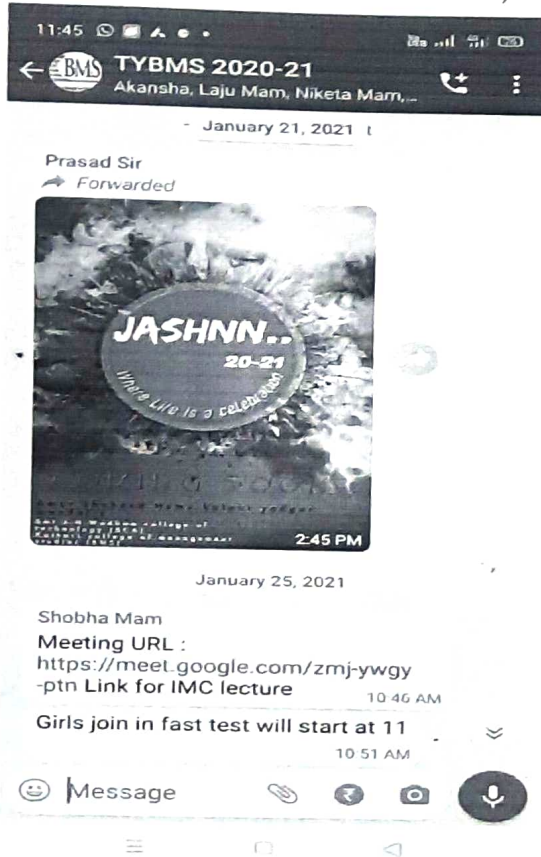 11:45
BMS
TYBMS 2020-21
Akansha, Laju Mam, Niketa Mam,...
January 21, 2021
Prasad Sir
Forwarded
JASHNN..
20-21
Where Life is a celebration
2:45 PM
January 25, 2021
Shobha Mam
Meeting URL :
https://meet.google.com/zmj-ywgy
-ptn Link for IMC lecture
10:46 AM
Girls join in fast test will start at 11
10:51 AM
Message